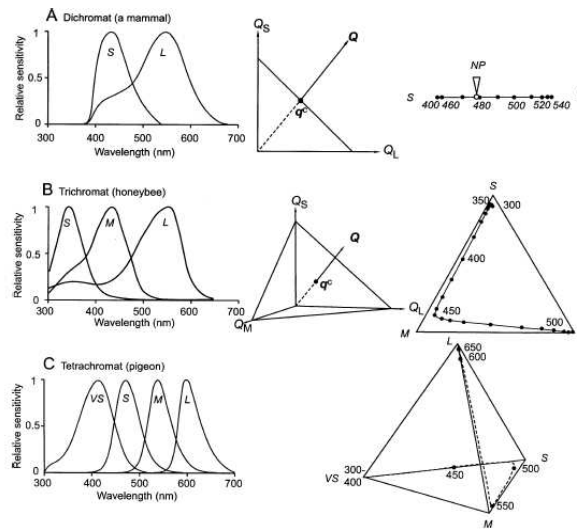 A Dichromat (a mammal)
Relative sensitivity
1
0.5
0
S
L
300 400 500 600 700
Wavelength (nm)
QS
Q
qc
QL
NP
S
400 460 480 500 520 540
B Trichromat (honeybee)
Relative sensitivity
1
0.5
0
S
M
L
300 400 500 600 700
Wavelength (nm)
QS
Q
qc
QL
QM
S
350
300
400
450
500
M
C Tetrachromat (pigeon)
Relative sensitivity
1
0.5
0
VS
S
M
L
300 400 500 600 700
Wavelength (nm)
L
650
600
S
VS
300-
400
450
500
550
M